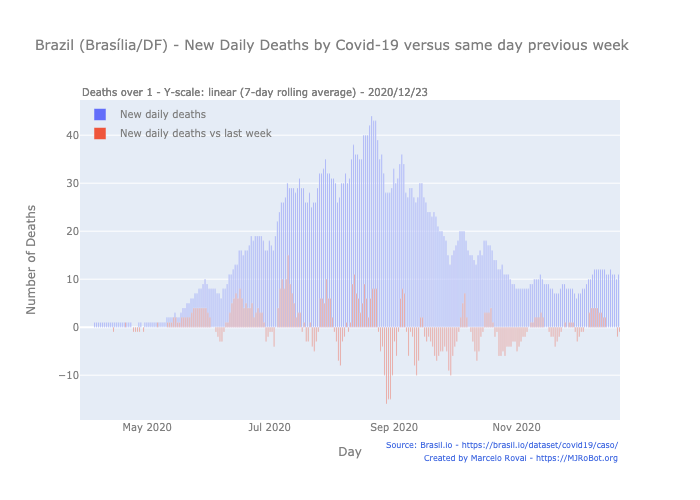 Brazil (Brasília/DF) - New Daily Deaths by Covid-19 versus same day previous week
Deaths over 1 - Y-scale: linear (7-day rolling average) - 2020/12/23
New daily deaths
New daily deaths vs last week
40
30
20
10
0
−10
Number of Deaths
May 2020
Jul 2020
Sep 2020
Nov 2020
Day
Source: Brasil.io - https://brasil.io/dataset/covid19/caso/
Created by Marcelo Rovai - https://MJRoBot.org